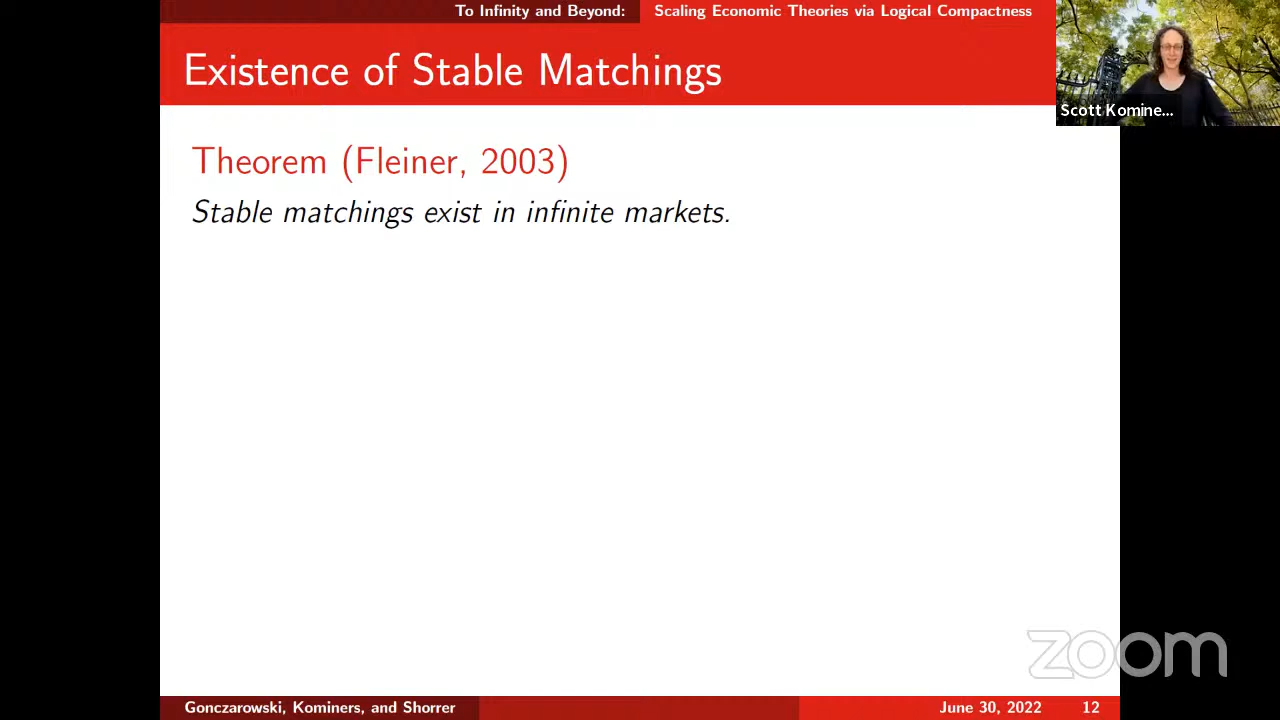 To Infinity and Beyond: Scaling Economic Theories via Logical Compactness
Existence of Stable Matchings
Scott Komine...
Theorem (Fleiner, 2003)
Stable matchings exist in infinite markets.
zoom
Gonczarowski, Kominers, and Shorrer June 30, 2022 12